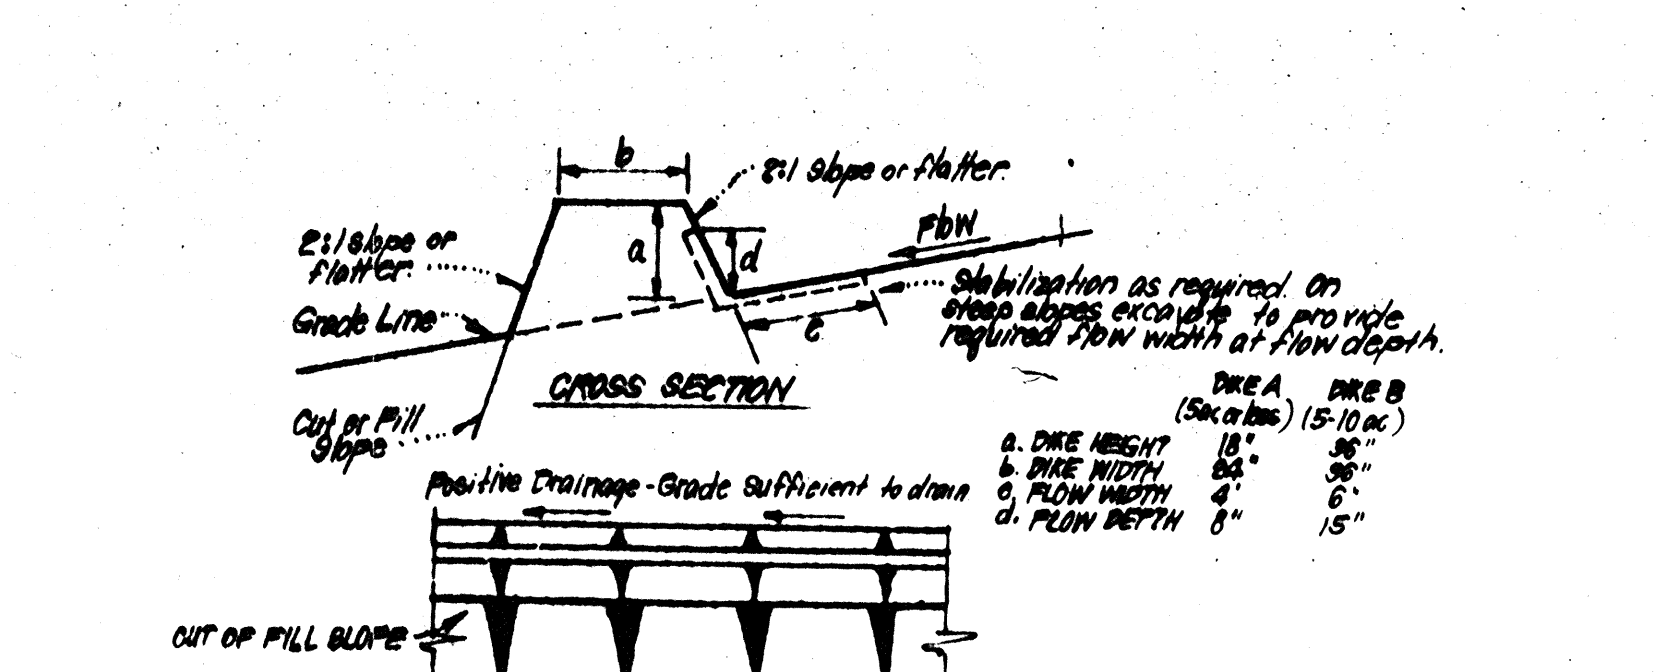 b
2:1 Slope or flatter.
Flow
2:1 Slope or
flatter.
a
d
Stabilization as required. On
steep slopes excavate to provide
required flow width at flow depth.
Grade Line
c
CROSS SECTION
Cut or Fill
Slope
DIKE A DIKE B
(5ac or less) (5-10 ac)
a. DIKE HEIGHT 18" 36"
b. DIKE WIDTH 36"
c. FLOW WIDTH 4' 6'
d. FLOW DEPTH 8" 15"
Positive Drainage - Grade Sufficient to drain
CUT OF FILL SLOPE